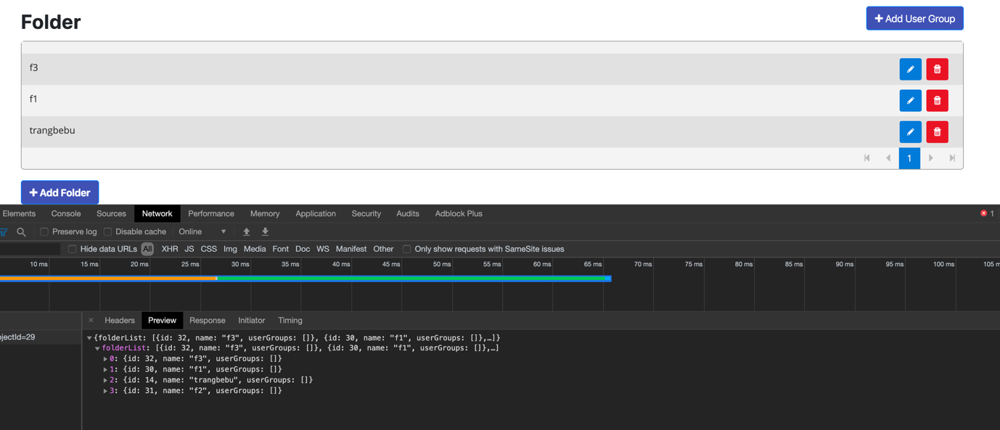 Folder
Add User Group
f3
f1
trangbebu
1
Add Folder
Elements Console Sources Network Performance Memory Application Security Audits Adblock Plus 1
Preserve log Disable cache Online
Hide data URLs All XHR JS CSS Img Media Font Doc WS Manifest Other Only show requests with SameSite issues
10 ms 15 ms 20 ms 25 ms 30 ms 35 ms 40 ms 45 ms 50 ms 55 ms 60 ms 65 ms 70 ms 75 ms 80 ms 85 ms 90 ms 95 ms 100 ms 105 m
× Headers Preview Response Initiator Timing
ojectId=29
{folderList: [{id: 32, name: "f3", userGroups: []}, {id: 30, name: "f1", userGroups: []},…]}
folderList: [{id: 32, name: "f3", userGroups: []}, {id: 30, name: "f1", userGroups: []},…]
0: {id: 32, name: "f3", userGroups: []}
1: {id: 30, name: "f1", userGroups: []}
2: {id: 14, name: "trangbebu", userGroups: []}
3: {id: 31, name: "f2", userGroups: []}